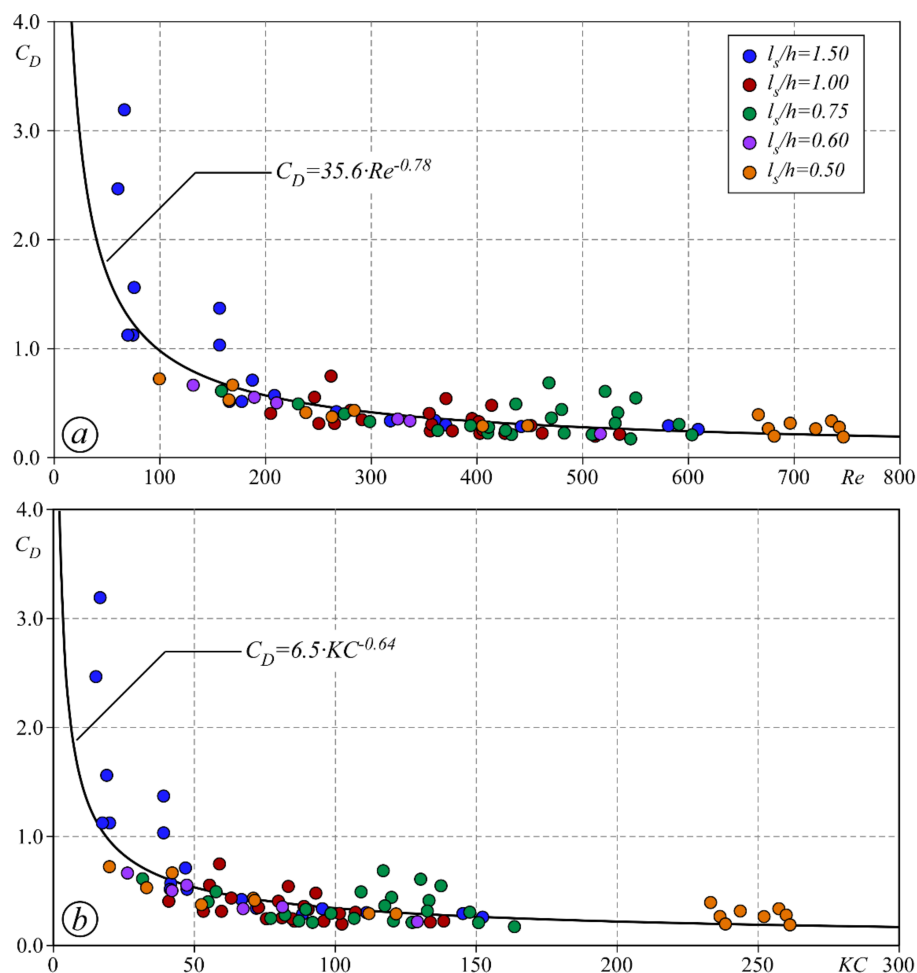 4.0
C_D
3.0
2.0
1.0
0.0
l_s/h=1.50
l_s/h=1.00
l_s/h=0.75
l_s/h=0.60
l_s/h=0.50
C_D=35.6·Re^-0.78
a
0 100 200 300 400 500 600 700 Re 800
4.0
C_D
3.0
2.0
1.0
0.0
C_D=6.5·KC^-0.64
b
0 50 100 150 200 250 KC 300